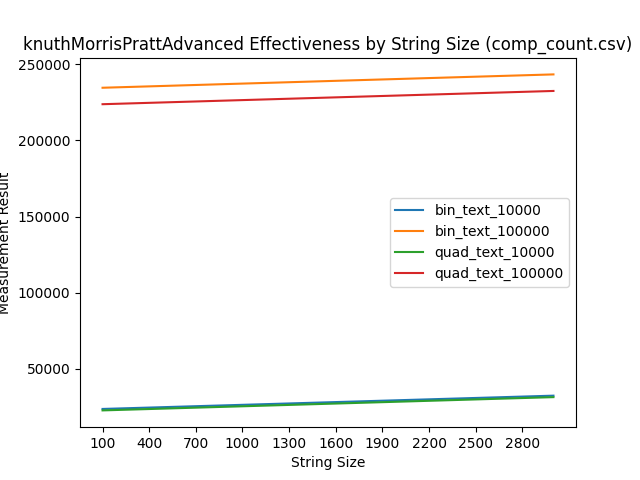 knuthMorrisPrattAdvanced Effectiveness by String Size (comp_count.csv)
250000
200000
150000
100000
50000
Measurement Result
bin_text_10000
bin_text_100000
quad_text_10000
quad_text_100000
100 400 700 1000 1300 1600 1900 2200 2500 2800
String Size